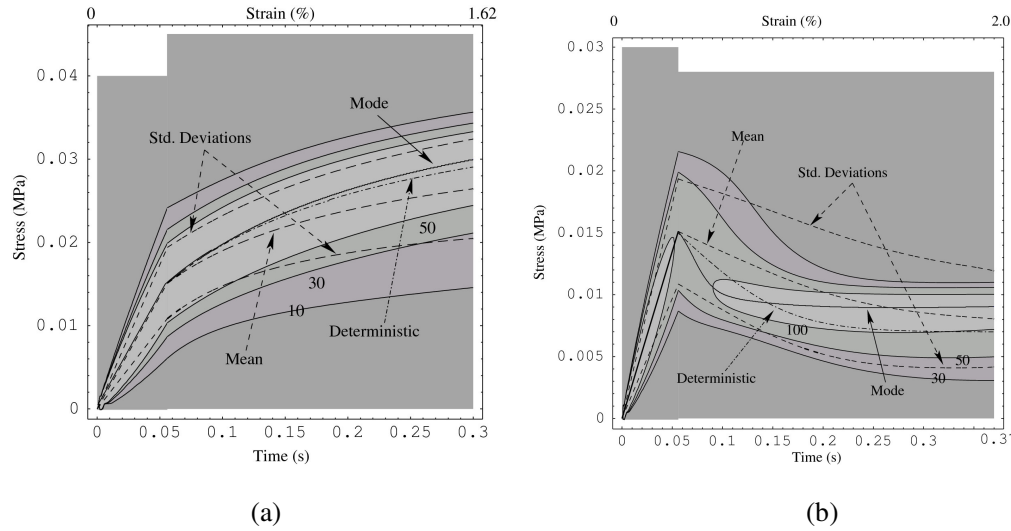 0 Strain (%) 1.62
0.04
0.03
0.02
0.01
0
Stress (MPa)
Mode
Std. Deviations
50
30
10
Deterministic
Mean
0 0.05 0.1 0.15 0.2 0.25 0.3
Time (s)
(a)
0 Strain (%) 2.0
0.03
0.025
0.02
0.015
0.01
0.005
0
Stress (MPa)
Mean
Std. Deviations
100
50
30
Deterministic
Mode
0 0.05 0.1 0.15 0.2 0.25 0.3 0.31
Time (s)
(b)